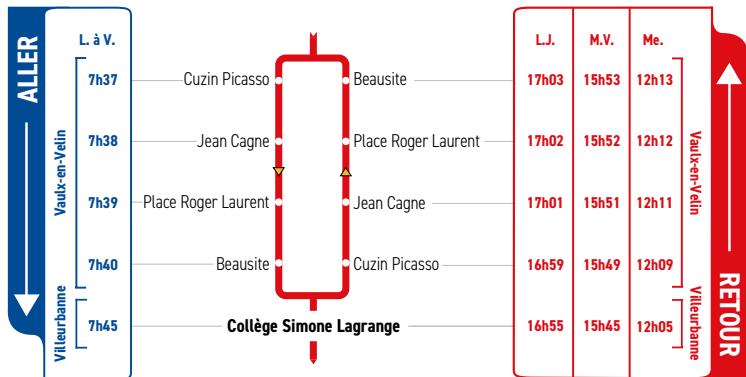 ALLER
L. à V. L.J. M.V. Me.
7h37 Cuzin Picasso Beausite 17h03 15h53 12h13
7h38 Jean Cagne Place Roger Laurent 17h02 15h52 12h12
Vaulx-en-Velin Vaulx-en-Velin
7h39 Place Roger Laurent Jean Cagne 17h01 15h51 12h11
7h40 Beausite Cuzin Picasso 16h59 15h49 12h09
Villeurbanne Villeurbanne
7h45 Collège Simone Lagrange 16h55 15h45 12h05
RETOUR